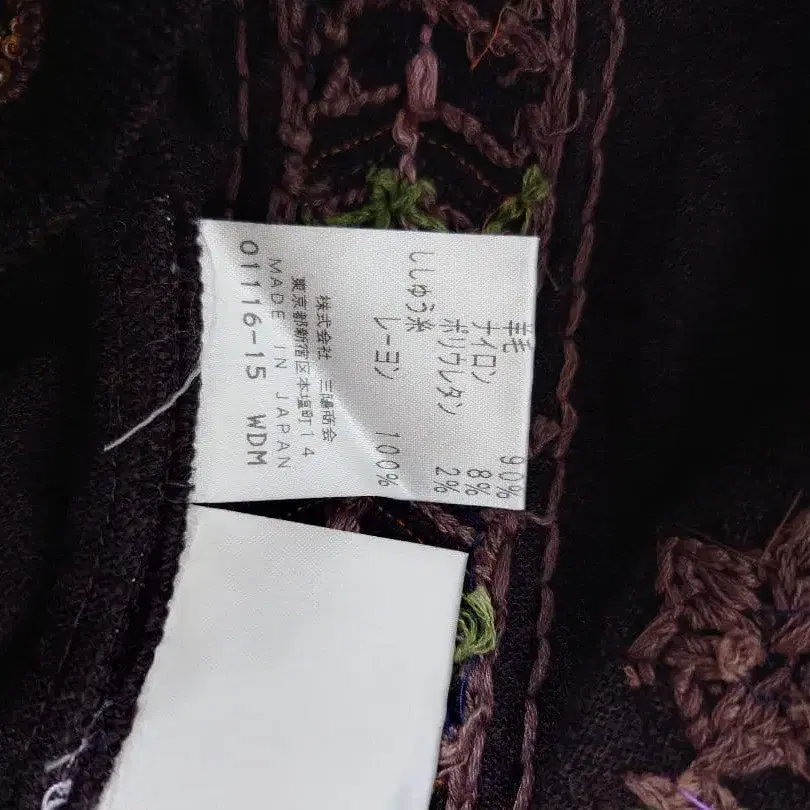 羊毛 90%
ナイロン 8%
ポリウレタン 2%
ししゅう糸
レーヨン 100%
株式会社 三陽商会
東京都新宿区本塩町14
MADE IN JAPAN
01116-15 WDM